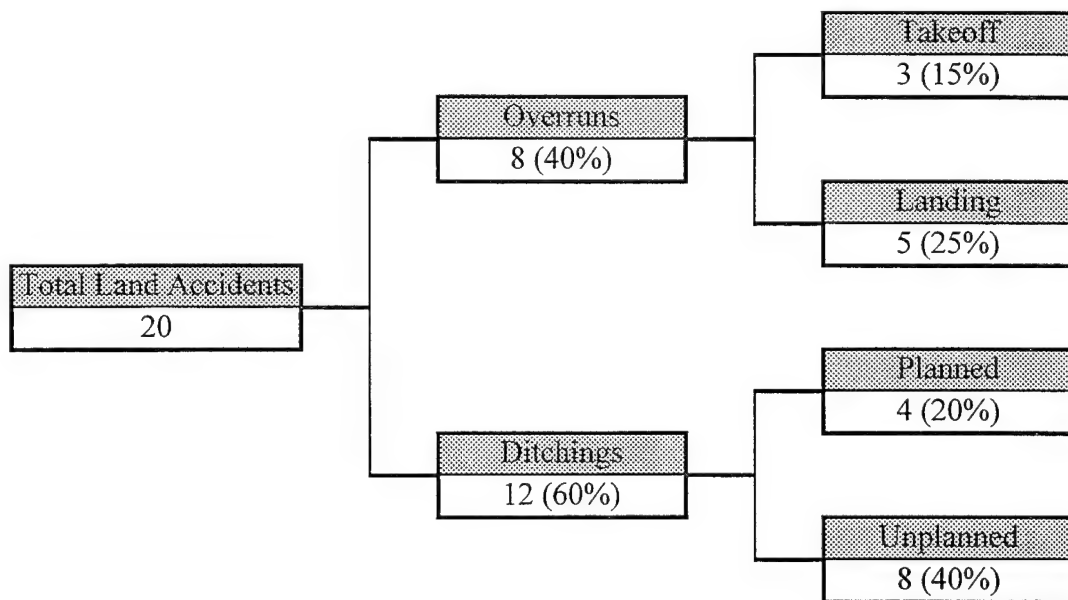 Takeoff
3 (15%)
Overruns
8 (40%)
Landing
5 (25%)
Total Land Accidents
20
Planned
4 (20%)
Ditchings
12 (60%)
Unplanned
8 (40%)